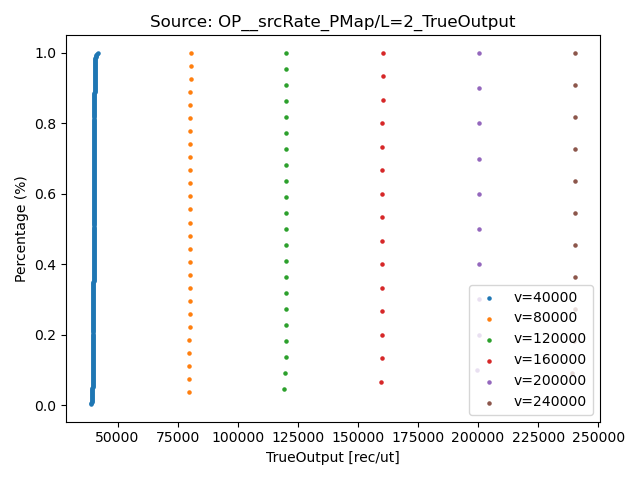 Source: OP__srcRate_PMap/L=2_TrueOutput
1.0
0.8
0.6
0.4
0.2
0.0
Percentage (%)
v=40000
v=80000
v=120000
v=160000
v=200000
v=240000
50000 75000 100000 125000 150000 175000 200000 225000 250000
TrueOutput [rec/ut]